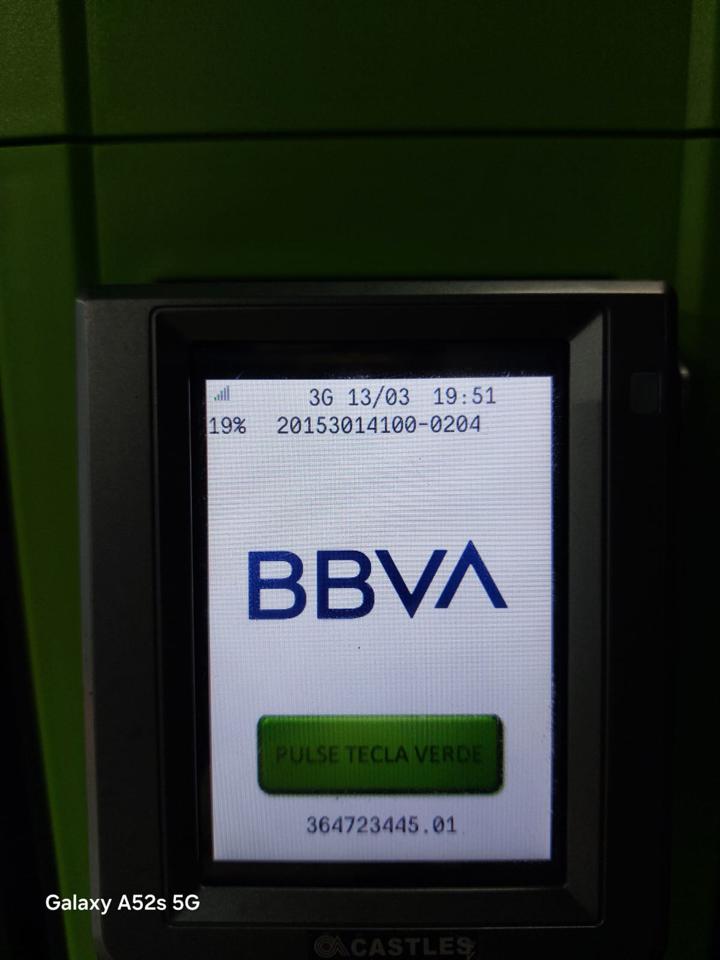 3G 13/03 19:51
19% 20153014100-0204
BBVA
PULSE TECLA VERDE
364723445.01
Galaxy A52s 5G
CASTLES